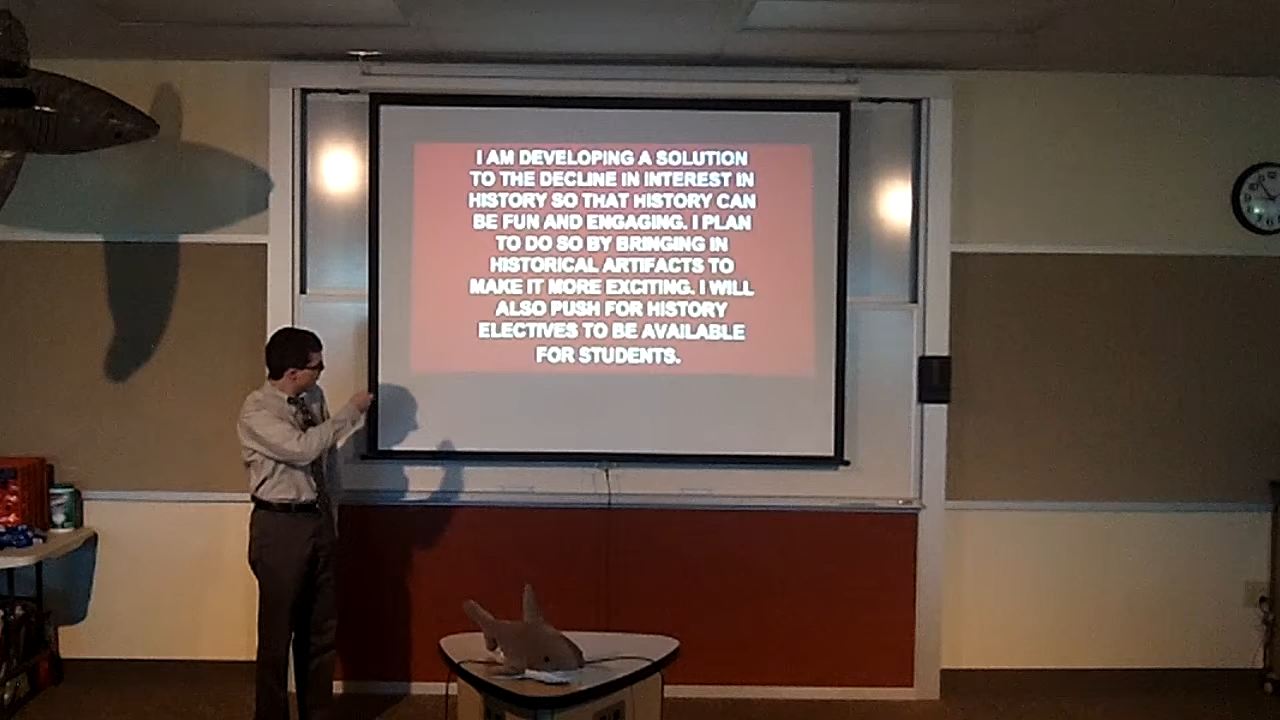 I AM DEVELOPING A SOLUTION
TO THE DECLINE IN INTEREST IN
HISTORY SO THAT HISTORY CAN
BE FUN AND ENGAGING. I PLAN
TO DO SO BY BRINGING IN
HISTORICAL ARTIFACTS TO
MAKE IT MORE EXCITING. I WILL
ALSO PUSH FOR HISTORY
ELECTIVES TO BE AVAILABLE
FOR STUDENTS.